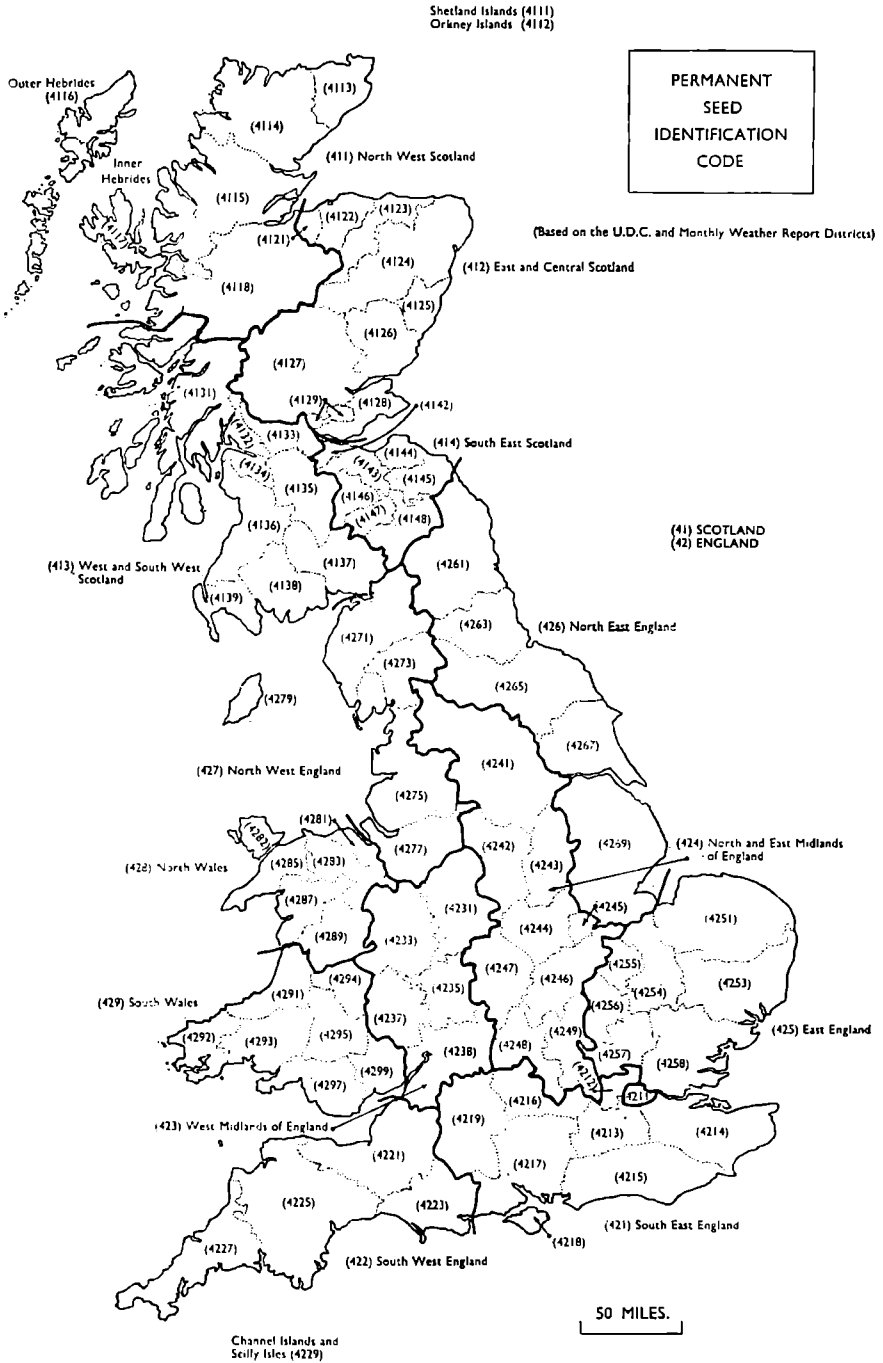 Shetland Islands (4111)
Orkney Islands (4112)
PERMANENT
SEED
IDENTIFICATION
CODE
Outer Hebrides
(4116)
(4113)
(4114)
Inner
Hebrides
(411) North West Scotland
(4115)
(4117)
(4122)
(4123)
(4121)
(Based on the U.D.C. and Monthly Weather Report Districts)
(4124)
(412) East and Central Scotland
(4118)
(4125)
(4126)
(4127)
(4131)
(4129)
(4128)
(4142)
(4132)
(4133)
(414) South East Scotland
(4144)
(4143)
(4134)
(4145)
(4135)
(4146)
(4147)
(4148)
(4136)
(41) SCOTLAND
(42) ENGLAND
(413) West and South West
Scotland
(4137)
(4261)
(4138)
(4139)
(4263)
(426) North East England
(4271)
(4273)
(4265)
(4279)
(4267)
(4241)
(427) North West England
(4275)
(4281)
(4282)
(4277)
(4242)
(4269)
(424) North and East Midlands
of England
(428) North Wales
(4285)
(4283)
(4243)
(4287)
(4231)
(4245)
(4251)
(4289)
(4233)
(4244)
(4255)
(4247)
(4246)
(4294)
(4291)
(4235)
(4254)
(4253)
(429) South Wales
(4256)
(4237)
(4292)
(4293)
(4295)
(4249)
(425) East England
(4238)
(4248)
(4257)
(4258)
(4299)
(4297)
(4212)
4211
(4216)
(423) West Midlands of England
(4219)
(4213)
(4214)
(4221)
(4217)
(4215)
(4225)
(4223)
(421) South East England
(4218)
(4227)
(422) South West England
50 MILES.
Channel Islands and
Scilly Isles (4229)